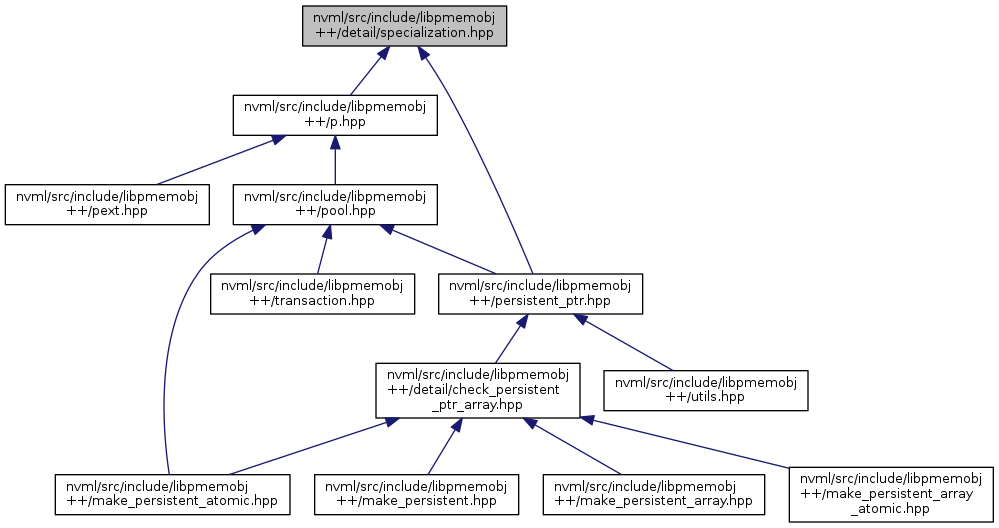 nvml/src/include/libpmemobj
++/detail/specialization.hpp
nvml/src/include/libpmemobj
++/p.hpp
nvml/src/include/libpmemobj
++/pext.hpp
nvml/src/include/libpmemobj
++/pool.hpp
nvml/src/include/libpmemobj
++/transaction.hpp
nvml/src/include/libpmemobj
++/persistent_ptr.hpp
nvml/src/include/libpmemobj
++/detail/check_persistent
_ptr_array.hpp
nvml/src/include/libpmemobj
++/utils.hpp
nvml/src/include/libpmemobj
++/make_persistent_atomic.hpp
nvml/src/include/libpmemobj
++/make_persistent.hpp
nvml/src/include/libpmemobj
++/make_persistent_array.hpp
nvml/src/include/libpmemobj
++/make_persistent_array
_atomic.hpp